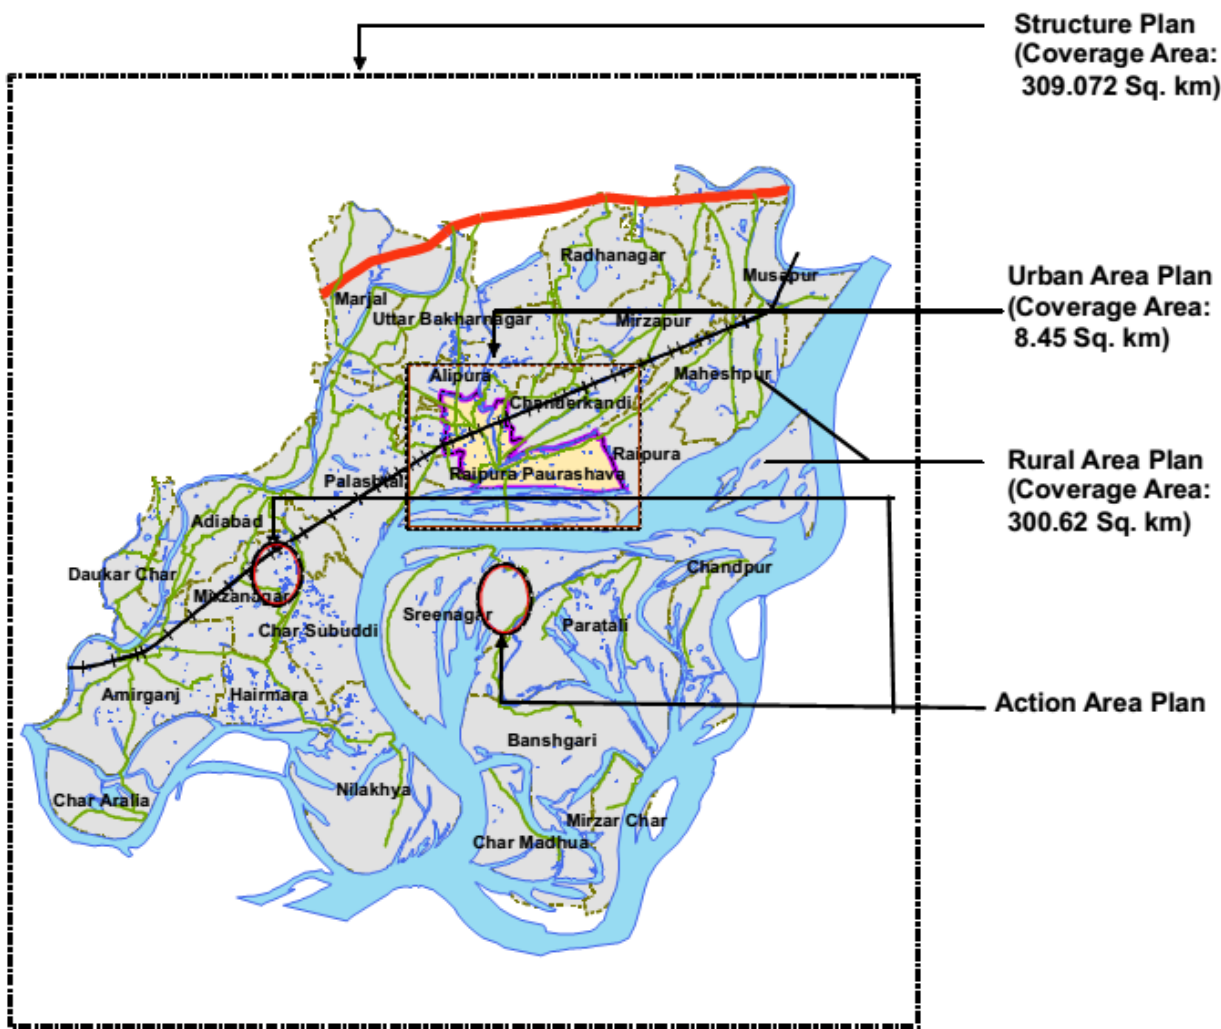 Structure Plan
(Coverage Area:
309.072 Sq. km)
Radhanagar
Musapur
Marjal
Uttar Bakharnagar
Mirzapur
Urban Area Plan
(Coverage Area:
8.45 Sq. km)
Alipura
Maheshpur
Chanderkandi
Raipura
Raipura Paurashava
Palashtali
Rural Area Plan
(Coverage Area:
300.62 Sq. km)
Adiabad
Daukar Char
Mirzanagar
Char Subuddi
Chandpur
Sreenagar
Paratali
Amirganj
Hairmara
Action Area Plan
Banshgari
Nilakhya
Char Aralia
Mirzar Char
Char Madhua